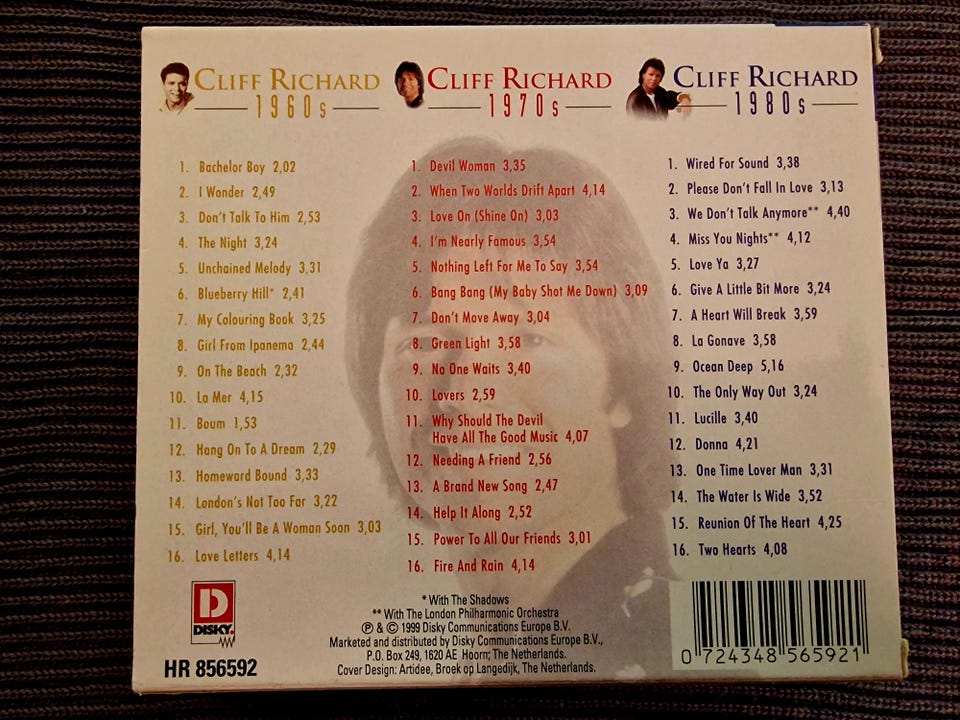 CLIFF RICHARD
1960s
1. Bachelor Boy 2,02
2. I Wonder 2,49
3. Don't Talk To Him 2,53
4. The Night 3,24
5. Unchained Melody 3,31
6. Blueberry Hill* 2,41
7. My Colouring Book 3,25
8. Girl From Ipanema 2,44
9. On The Beach 2,32
10. La Mer 4,15
11. Boum 1,53
12. Hang On To A Dream 2,29
13. Homeward Bound 3,33
14. London's Not Too Far 3,22
15. Girl, You'll Be A Woman Soon 3,03
16. Love Letters 4,14
CLIFF RICHARD
1970s
1. Devil Woman 3,35
2. When Two Worlds Drift Apart 4,14
3. Love On (Shine On) 3,03
4. I'm Nearly Famous 3,54
5. Nothing Left For Me To Say 3,54
6. Bang Bang (My Baby Shot Me Down) 3,09
7. Don't Move Away 3,04
8. Green Light 3,58
9. No One Waits 3,40
10. Lovers 2,59
11. Why Should The Devil
Have All The Good Music 4,07
12. Needing A Friend 2,56
13. A Brand New Song 2,47
14. Help It Along 2,52
15. Power To All Our Friends 3,01
16. Fire And Rain 4,14
CLIFF RICHARD
1980s
1. Wired For Sound 3,38
2. Please Don't Fall In Love 3,13
3. We Don't Talk Anymore** 4,40
4. Miss You Nights** 4,12
5. Love Ya 3,27
6. Give A Little Bit More 3,24
7. A Heart Will Break 3,59
8. La Gonave 3,58
9. Ocean Deep 5,16
10. The Only Way Out 3,24
11. Lucille 3,40
12. Donna 4,21
13. One Time Lover Man 3,31
14. The Water Is Wide 3,52
15. Reunion Of The Heart 4,25
16. Two Hearts 4,08
D
DISKY
HR 856592
* With The Shadows
** With The London Philharmonic Orchestra
℗ & © 1999 Disky Communications Europe B.V.
Marketed and distributed by Disky Communications Europe B.V.,
P.O. Box 249, 1620 AE Hoorn; The Netherlands.
Cover Design: Artidee, Broek op Langedijk, The Netherlands.
0 724348 565921